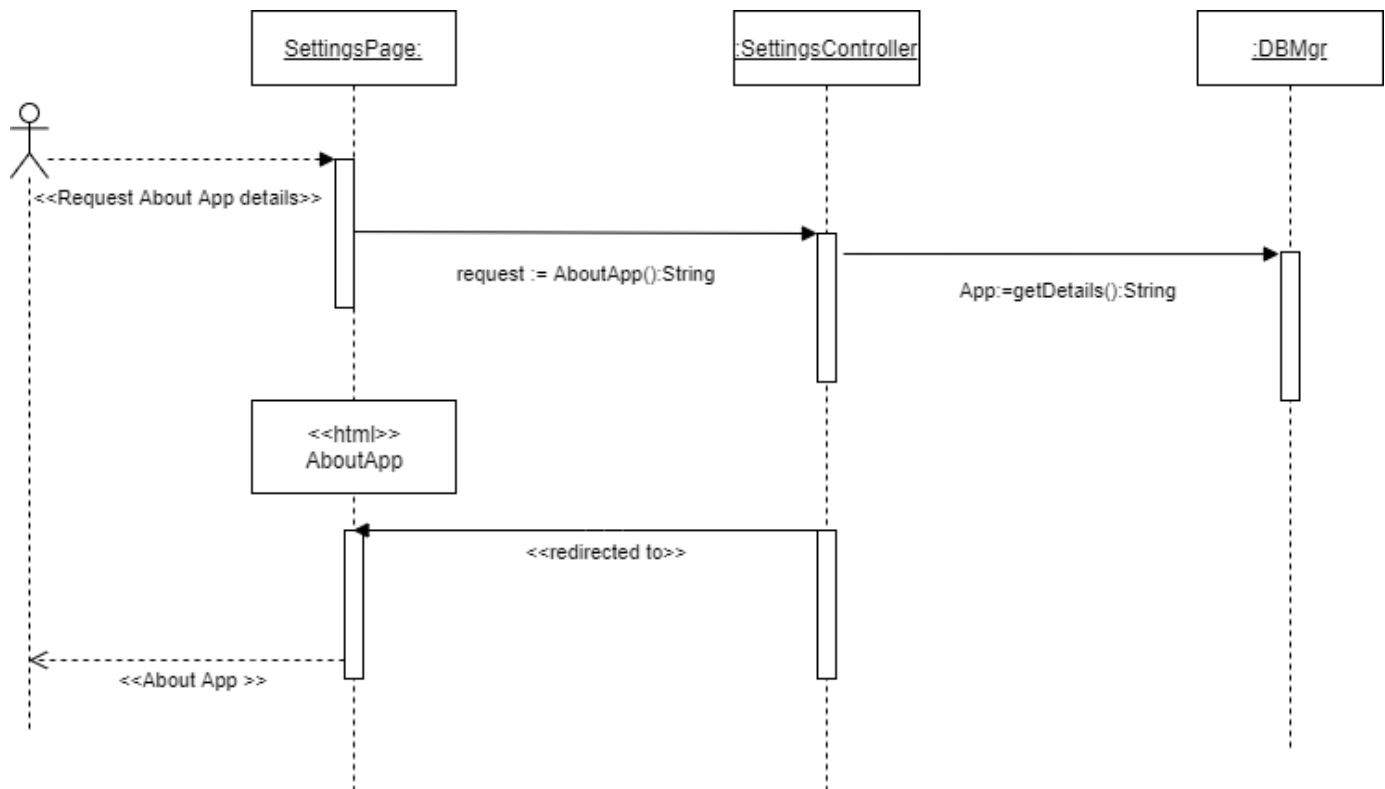 SettingsPage:
:SettingsController
:DBMgr
<<Request About App details>>
request := AboutApp():String
App:=getDetails():String
<<html>>
AboutApp
<<redirected to>>
<<About App >>